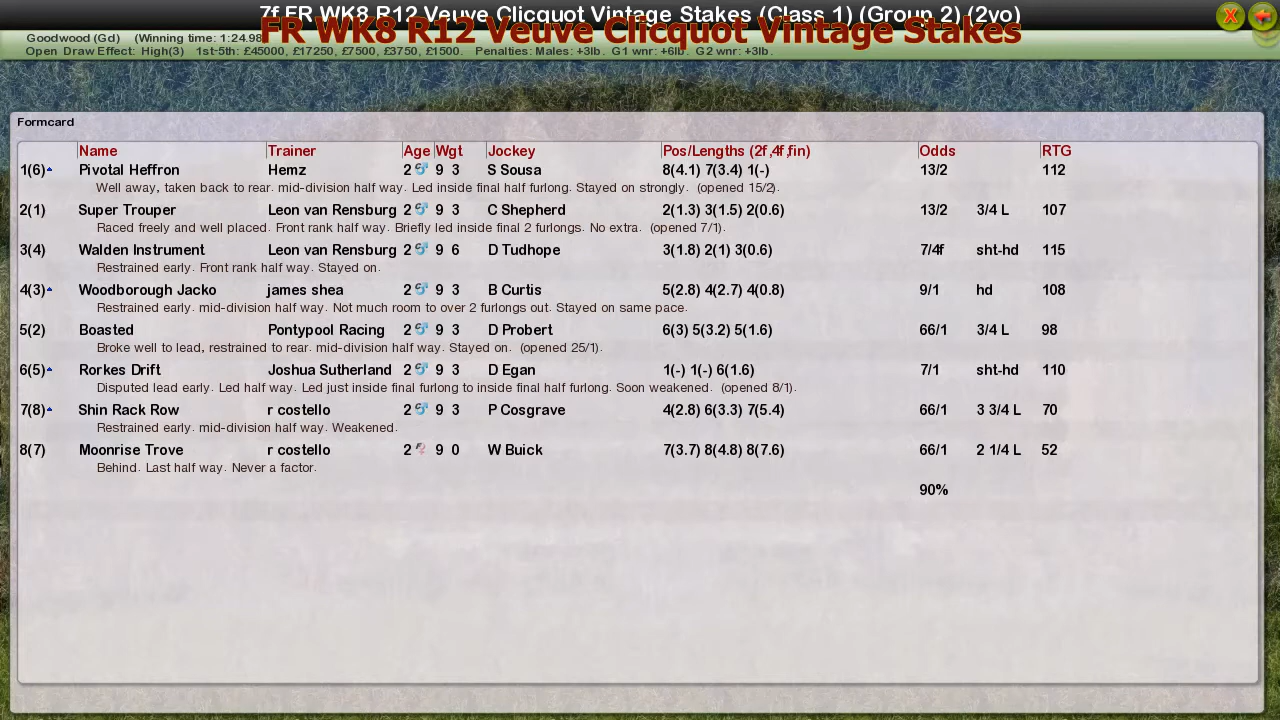 7f FR WK8 R12 Veuve Clicquot Vintage Stakes (Class 1) (Group 2) (2yo)
FR WK8 R12 Veuve Clicquot Vintage Stakes
Goodwood (Gd) (Winning time: 1:24.98
Open Draw Effect: High(3) 1st-5th: £45000, £17250, £7500, £3750, £1500. Penalties: Males: +3lb. G1 wnr: +6lb. G2 wnr: +3lb.
Formcard
Name Trainer Age Wgt Jockey Pos/Lengths (2f,4f,fin) Odds RTG
1(6) Pivotal Heffron Hemz 2 9 3 S Sousa 8(4.1) 7(3.4) 1(-) 13/2 112
Well away, taken back to rear. mid-division half way. Led inside final half furlong. Stayed on strongly. (opened 15/2).
2(1) Super Trouper Leon van Rensburg 2 9 3 C Shepherd 2(1.3) 3(1.5) 2(0.6) 13/2 3/4 L 107
Raced freely and well placed. Front rank half way. Briefly led inside final 2 furlongs. No extra. (opened 7/1).
3(4) Walden Instrument Leon van Rensburg 2 9 6 D Tudhope 3(1.8) 2(1) 3(0.6) 7/4f sht-hd 115
Restrained early. Front rank half way. Stayed on.
4(3) Woodborough Jacko james shea 2 9 3 B Curtis 5(2.8) 4(2.7) 4(0.8) 9/1 hd 108
Restrained early. mid-division half way. Not much room to over 2 furlongs out. Stayed on same pace.
5(2) Boasted Pontypool Racing 2 9 3 D Probert 6(3) 5(3.2) 5(1.6) 66/1 3/4 L 98
Broke well to lead, restrained to rear. mid-division half way. Stayed on. (opened 25/1).
6(5) Rorkes Drift Joshua Sutherland 2 9 3 D Egan 1(-) 1(-) 6(1.6) 7/1 sht-hd 110
Disputed lead early. Led half way. Led just inside final furlong to inside final half furlong. Soon weakened. (opened 8/1).
7(8) Shin Rack Row r costello 2 9 3 P Cosgrave 4(2.8) 6(3.3) 7(5.4) 66/1 3 3/4 L 70
Restrained early. mid-division half way. Weakened.
8(7) Moonrise Trove r costello 2 9 0 W Buick 7(3.7) 8(4.8) 8(7.6) 66/1 2 1/4 L 52
Behind. Last half way. Never a factor.
90%